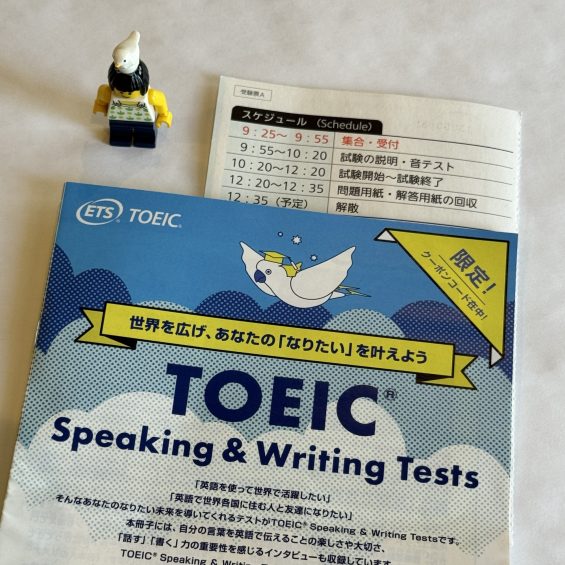 受験票A
スケジュール (Schedule)
9：25～ 9：55 集合・受付
9：55～10：20 試験の説明・音テスト
10：20～12：20 試験開始～試験終了
12：20～12：35 問題用紙・解答用紙の回収
12：35（予定） 解散
ETS® TOEIC®
限定！
クーポンコード在中！
世界を広げ、あなたの「なりたい」を叶えよう
TOEIC®
Speaking & Writing Tests
「英語を使って世界で活躍したい」
「英語で世界各国に住む人と友達になりたい」
そんなあなたのなりたい未来を導いてくれるテストがTOEIC® Speaking & Writing Testsです。
本冊子には、自分の言葉を英語で伝えることの楽しさや大切さ、
「話す」「書く」力の重要性を感じるインタビューも収録しています。
TOEIC® Speaking & Writing